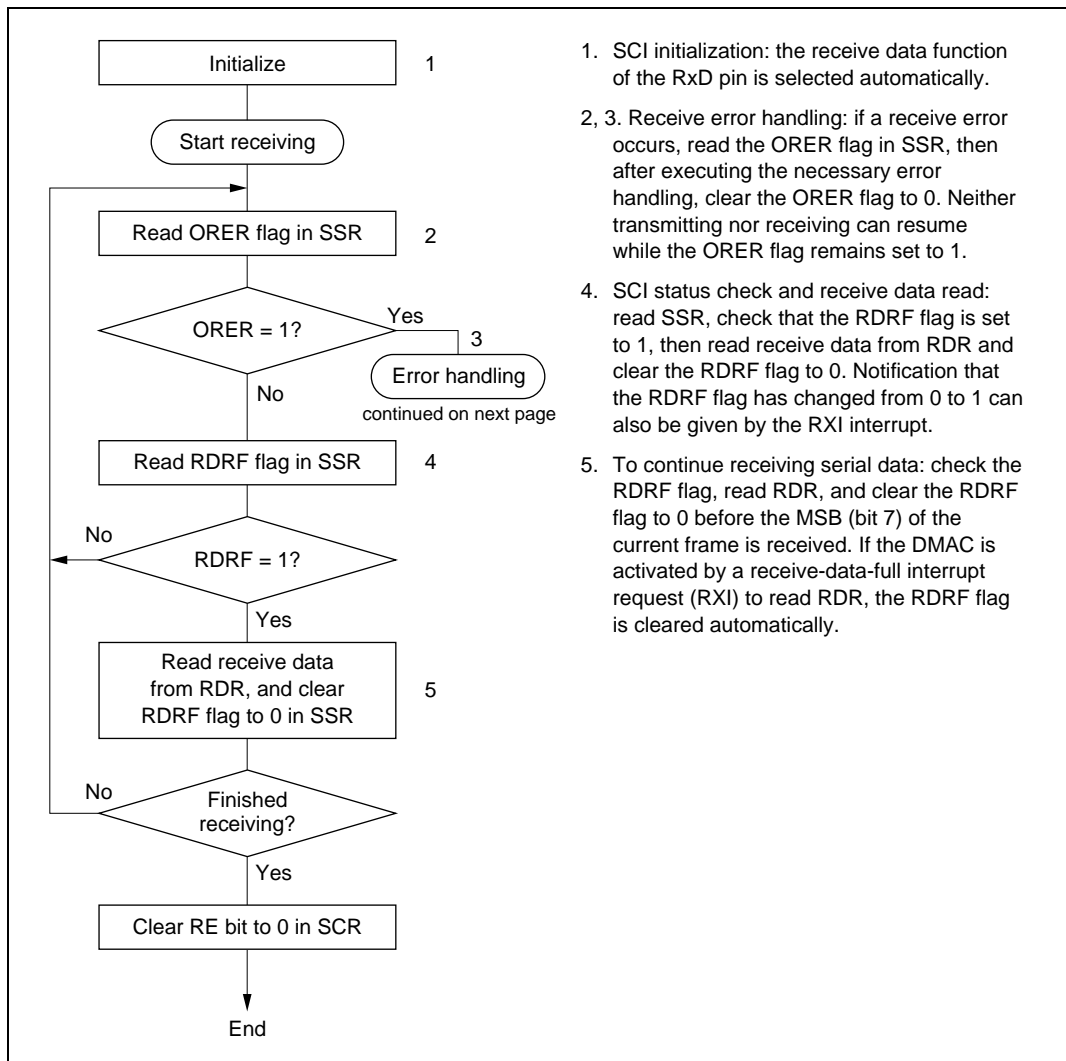 Initialize
1
Start receiving
Read ORER flag in SSR
2
ORER = 1?
Yes
3
Error handling
continued on next page
No
Read RDRF flag in SSR
4
No
RDRF = 1?
Yes
Read receive data
from RDR, and clear
RDRF flag to 0 in SSR
5
No
Finished
receiving?
Yes
Clear RE bit to 0 in SCR
End
1. SCI initialization: the receive data function
of the RxD pin is selected automatically.
2, 3. Receive error handling: if a receive error
occurs, read the ORER flag in SSR, then
after executing the necessary error
handling, clear the ORER flag to 0. Neither
transmitting nor receiving can resume
while the ORER flag remains set to 1.
4. SCI status check and receive data read:
read SSR, check that the RDRF flag is set
to 1, then read receive data from RDR and
clear the RDRF flag to 0. Notification that
the RDRF flag has changed from 0 to 1 can
also be given by the RXI interrupt.
5. To continue receiving serial data: check the
RDRF flag, read RDR, and clear the RDRF
flag to 0 before the MSB (bit 7) of the
current frame is received. If the DMAC is
activated by a receive-data-full interrupt
request (RXI) to read RDR, the RDRF flag
is cleared automatically.